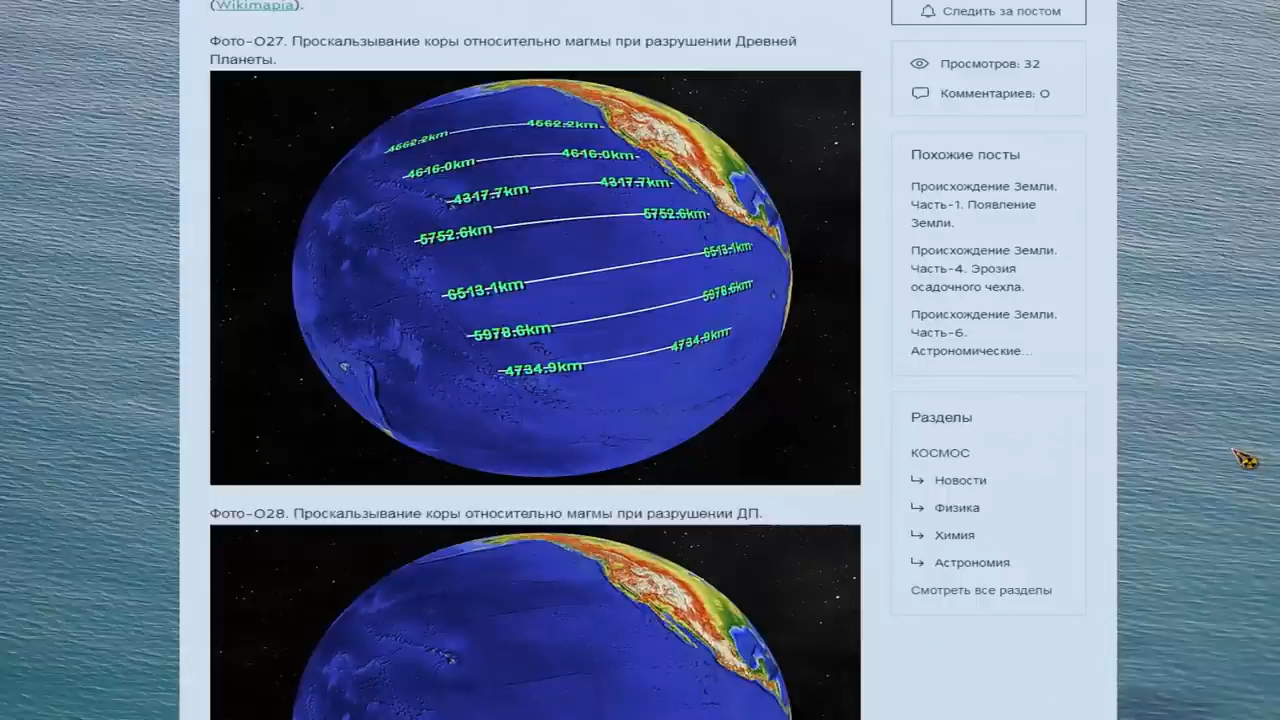 (Wikimapia).
Фото-027. Проскальзывание коры относительно магмы при разрушении Древней
Планеты.
4662.2km
4662.2km
4616.0km
4616.0km
4317.7km
4317.7km
5752.6km
5752.6km
6513.1km
6513.1km
5978.6km
5978.6km
4734.9km
4734.9km
Фото-028. Проскальзывание коры относительно магмы при разрушении ДП.
Следить за постом
Просмотров: 32
Комментариев: 0
Похожие посты
Происхождение Земли.
Часть-1. Появление
Земли.
Происхождение Земли.
Часть-4. Эрозия
осадочного чехла.
Происхождение Земли.
Часть-6.
Астрономические...
Разделы
КОСМОС
Новости
Физика
Химия
Астрономия
Смотреть все разделы